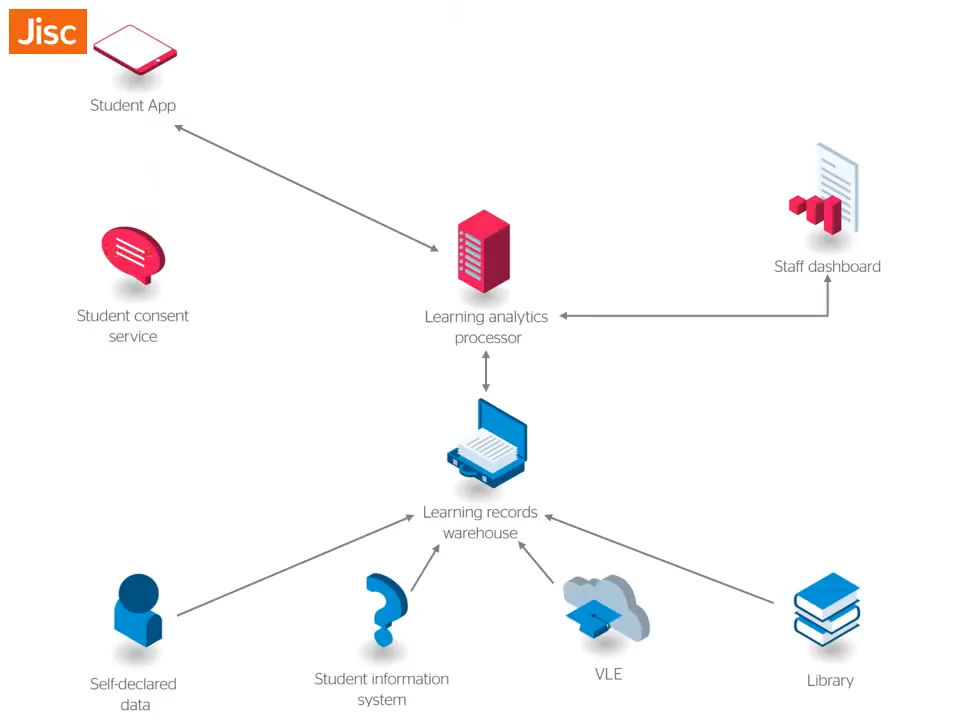 Jisc
Student App
Staff dashboard
Student consent
service
Learning analytics
processor
Learning records
warehouse
Self-declared
data
Student information
system
VLE
Library